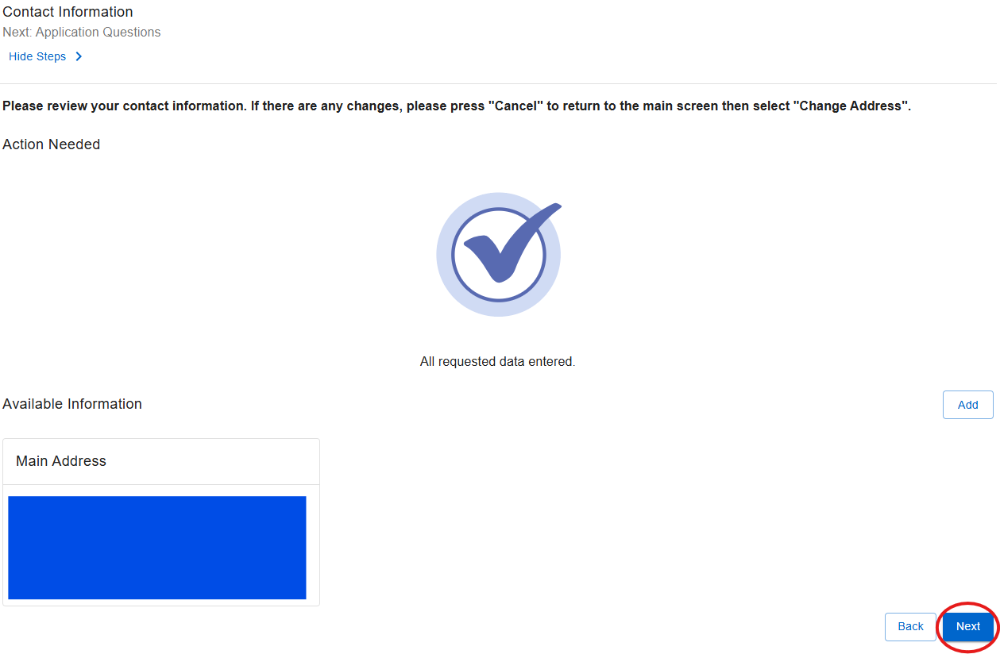 Contact Information
Next: Application Questions
Hide Steps
Please review your contact information. If there are any changes, please press "Cancel" to return to the main screen then select "Change Address".
Action Needed
All requested data entered.
Available Information
Add
Main Address
Back
Next